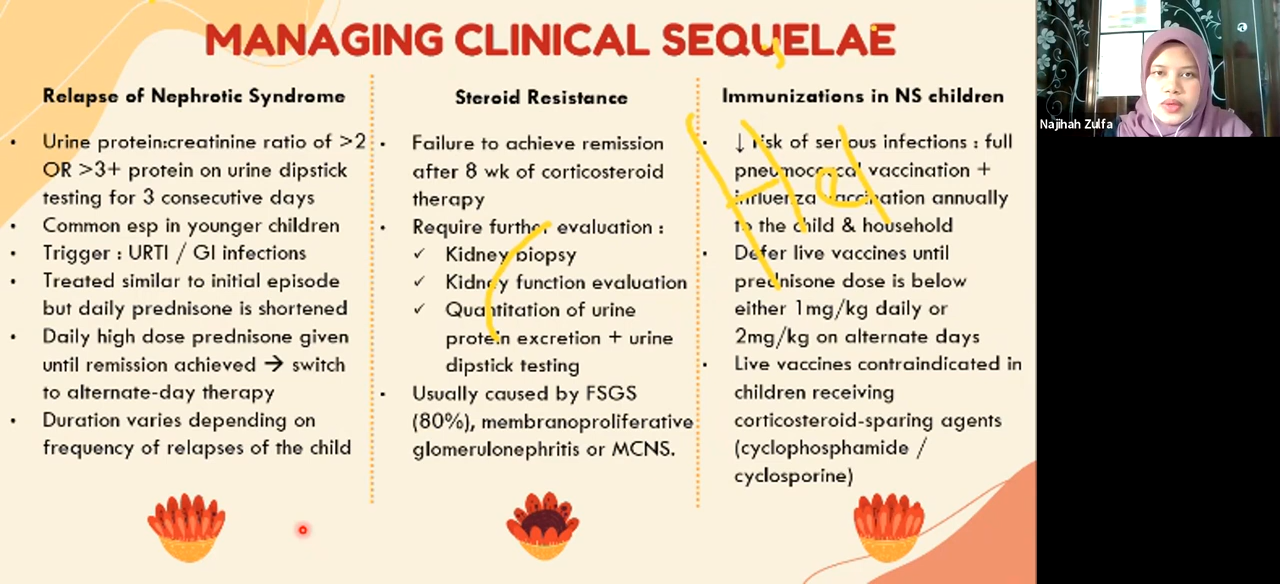 MANAGING CLINICAL SEQUELAE
Relapse of Nephrotic Syndrome
• Urine protein:creatinine ratio of >2
OR >3+ protein on urine dipstick
testing for 3 consecutive days
• Common esp in younger children
• Trigger : URTI / GI infections
• Treated similar to initial episode
but daily prednisone is shortened
• Daily high dose prednisone given
until remission achieved → switch
to alternate-day therapy
• Duration varies depending on
frequency of relapses of the child
Steroid Resistance
• Failure to achieve remission
after 8 wk of corticosteroid
therapy
• Require further evaluation :
✓ Kidney biopsy
✓ Kidney function evaluation
✓ Quantitation of urine
protein excretion + urine
dipstick testing
• Usually caused by FSGS
(80%), membranoproliferative
glomerulonephritis or MCNS.
Immunizations in NS children
• ↓ risk of serious infections : full
pneumococcal vaccination +
influenza vaccination annually
to the child & household
• Defer live vaccines until
prednisone dose is below
either 1mg/kg daily or
2mg/kg on alternate days
• Live vaccines contraindicated in
children receiving
corticosteroid-sparing agents
(cyclophosphamide /
cyclosporine)
Najihah Zulfa